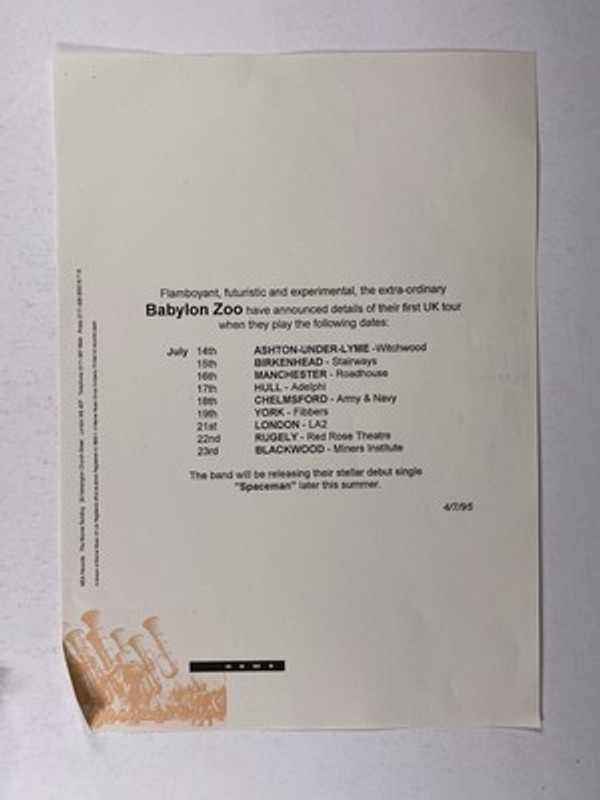 Flamboyant, futuristic and experimental, the extra-ordinary
Babylon Zoo have announced details of their first UK tour
when they play the following dates:
July 14th ASHTON-UNDER-LYME -Witchwood
15th BIRKENHEAD - Stairways
16th MANCHESTER - Roadhouse
17th HULL - Adelphi
18th CHELMSFORD - Army & Navy
19th YORK - Fibbers
21st LONDON - LA2
22nd RUGELY - Red Rose Theatre
23rd BLACKWOOD - Miners Institute
The band will be releasing their stellar debut single
"Spaceman" later this summer.
4/7/95
news